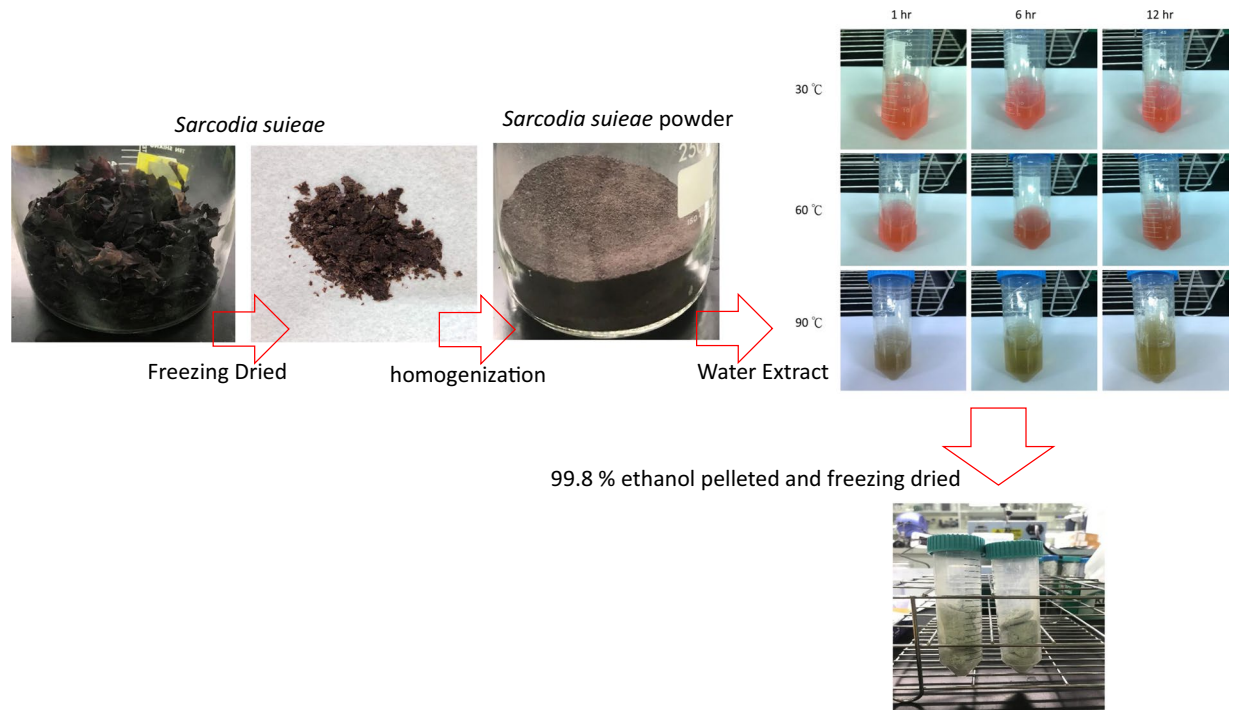 1 hr 6 hr 12 hr
30 ℃
Sarcodia suieae
Sarcodia suieae powder
250
60 ℃
90 ℃
Freezing Dried
homogenization
Water Extract
99.8 % ethanol pelleted and freezing dried